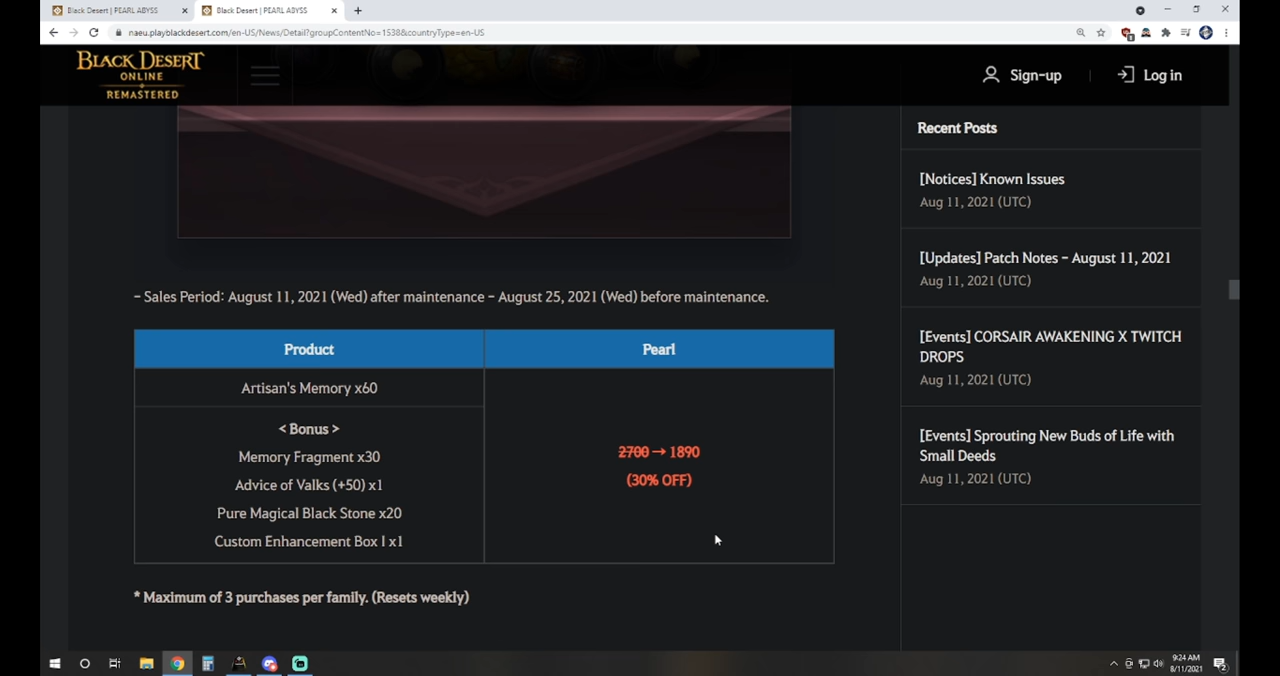 Black Desert | PEARL ABYSS
Black Desert | PEARL ABYSS
naeu.playblackdesert.com/en-US/News/Detail?groupContentNo=1538&countryType=en-US
BLACK DESERT
ONLINE
REMASTERED
Sign-up
Log in
Recent Posts
[Notices] Known Issues
Aug 11, 2021 (UTC)
[Updates] Patch Notes – August 11, 2021
Aug 11, 2021 (UTC)
[Events] CORSAIR AWAKENING X TWITCH
DROPS
Aug 11, 2021 (UTC)
[Events] Sprouting New Buds of Life with
Small Deeds
Aug 11, 2021 (UTC)
– Sales Period: August 11, 2021 (Wed) after maintenance – August 25, 2021 (Wed) before maintenance.
Product
Pearl
Artisan's Memory x60
< Bonus >
Memory Fragment x30
Advice of Valks (+50) x1
Pure Magical Black Stone x20
Custom Enhancement Box I x1
2700 → 1890
(30% OFF)
* Maximum of 3 purchases per family. (Resets weekly)
9:24 AM
8/11/2021